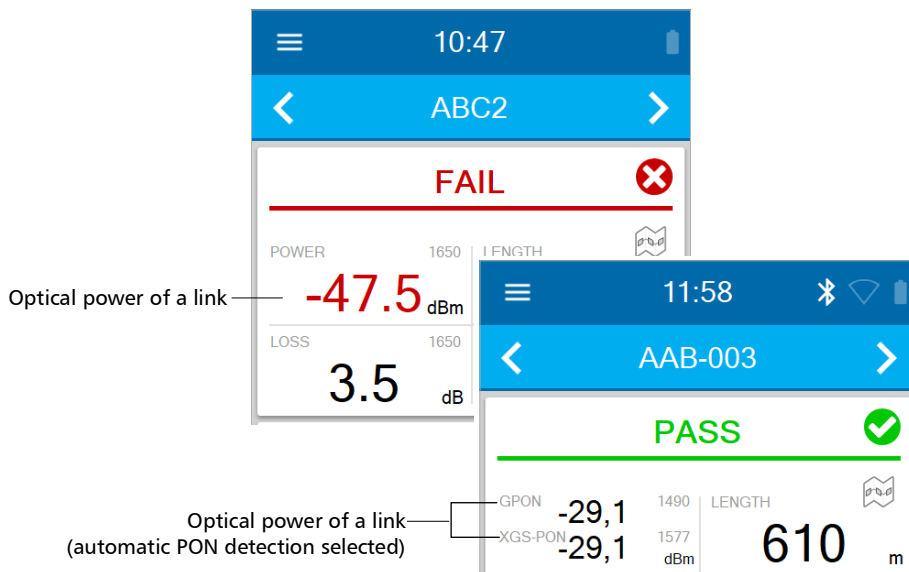 10:47
ABC2
FAIL
POWER 1650 LENGTH
Optical power of a link
-47.5 dBm
LOSS 1650
3.5 dB
11:58
AAB-003
PASS
GPON -29,1 1490 LENGTH
XGS-PON -29,1 1577 dBm 610 m
Optical power of a link
(automatic PON detection selected)